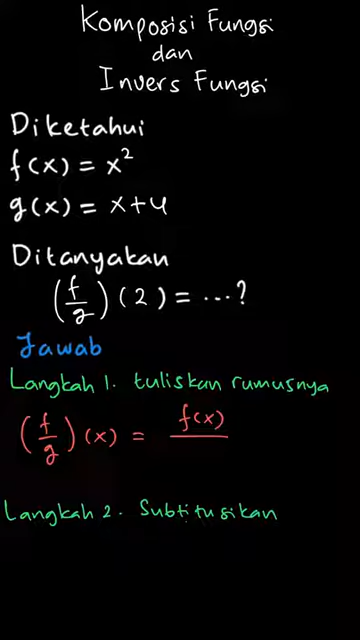 Komposisi Fungsi
dan
Invers Fungsi
Diketahui
f(x) = x²
g(x) = x+4
Ditanyakan
(f/g)(2) = ...?
Jawab
Langkah 1. tuliskan rumusnya
(f/g)(x) = f(x)/
Langkah 2. Subtitusikan